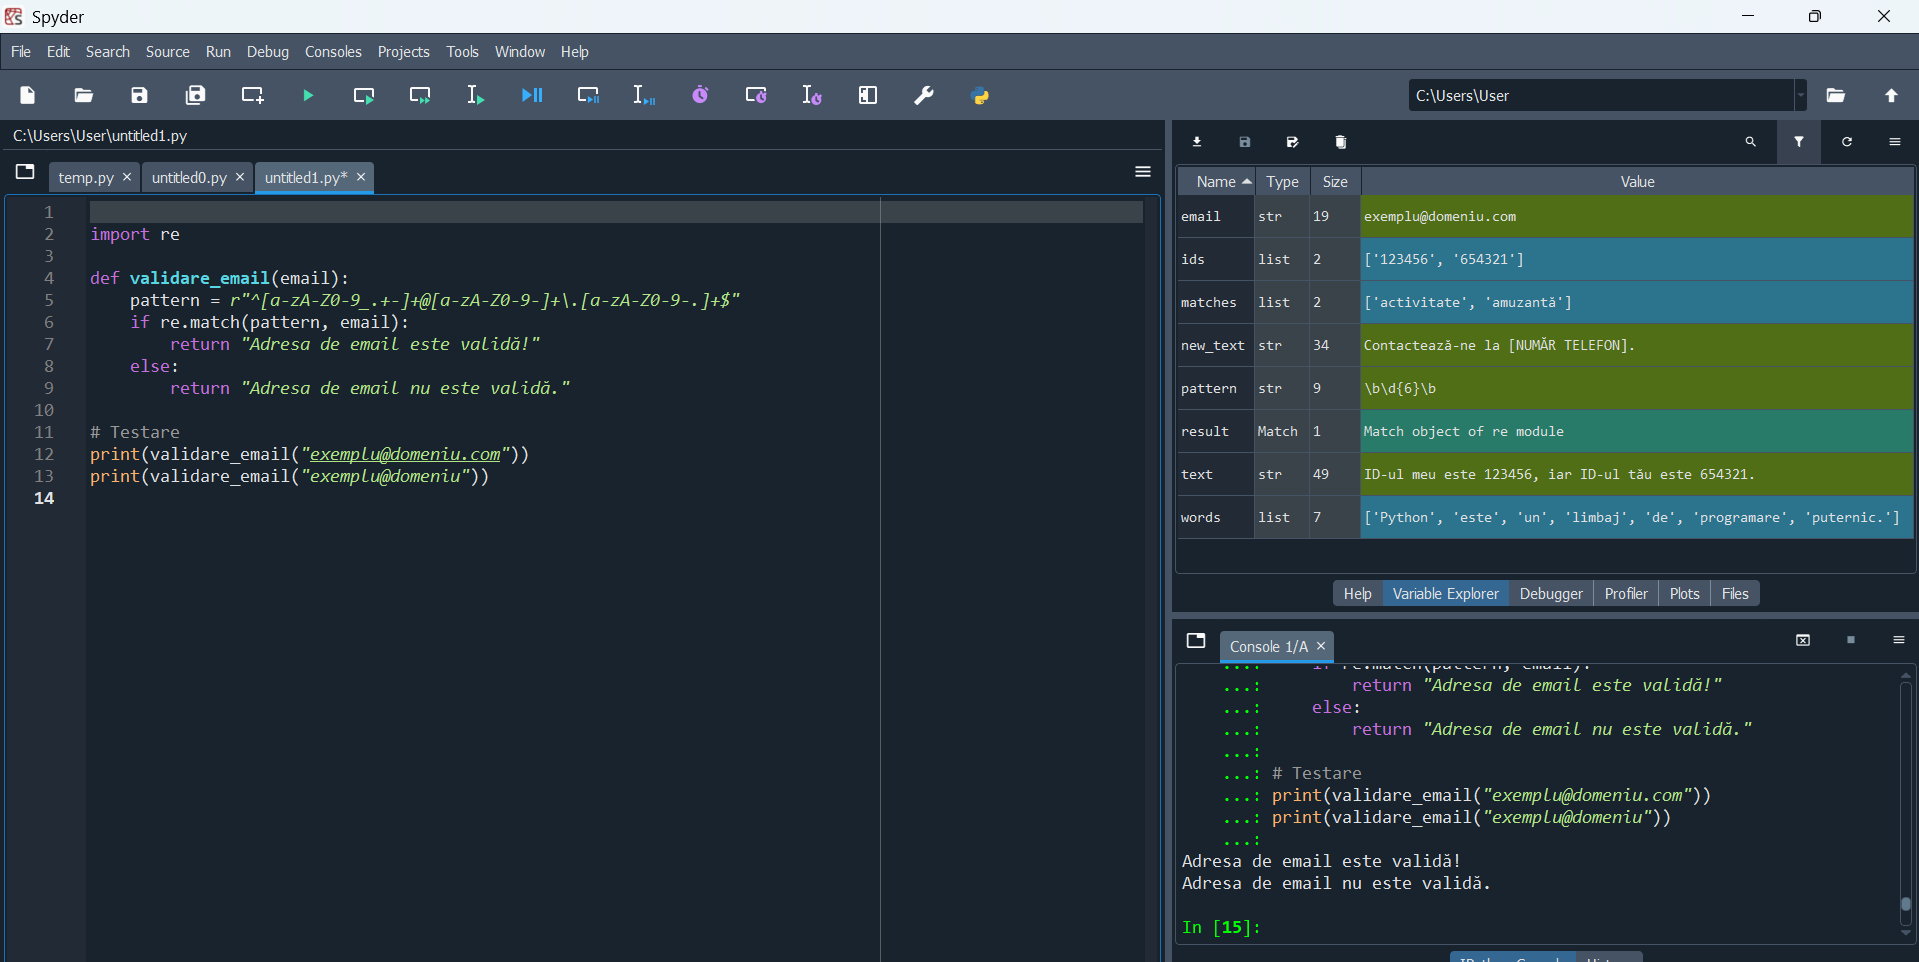 Spyder
File Edit Search Source Run Debug Consoles Projects Tools Window Help
C:\Users\User
C:\Users\User\untitled1.py
temp.py untitled0.py untitled1.py*
1
2 import re
3
4 def validare_email(email):
5     pattern = r"^[a-zA-Z0-9_.+-]+@[a-zA-Z0-9-]+\.[a-zA-Z0-9-.]+$"
6     if re.match(pattern, email):
7         return "Adresa de email este validă!"
8     else:
9         return "Adresa de email nu este validă."
10
11 # Testare
12 print(validare_email("exemplu@domeniu.com"))
13 print(validare_email("exemplu@domeniu"))
14
Name Type Size Value
email str 19 exemplu@domeniu.com
ids list 2 ['123456', '654321']
matches list 2 ['activitate', 'amuzantă']
new_text str 34 Contactează-ne la [NUMĂR TELEFON].
pattern str 9 \b\d{6}\b
result Match 1 Match object of re module
text str 49 ID-ul meu este 123456, iar ID-ul tău este 654321.
words list 7 ['Python', 'este', 'un', 'limbaj', 'de', 'programare', 'puternic.']
Help Variable Explorer Debugger Profiler Plots Files
Console 1/A
...:     if re.match(pattern, email):
...:         return "Adresa de email este validă!"
...:     else:
...:         return "Adresa de email nu este validă."
...:
...: # Testare
...: print(validare_email("exemplu@domeniu.com"))
...: print(validare_email("exemplu@domeniu"))
...:
Adresa de email este validă!
Adresa de email nu este validă.
In [15]: